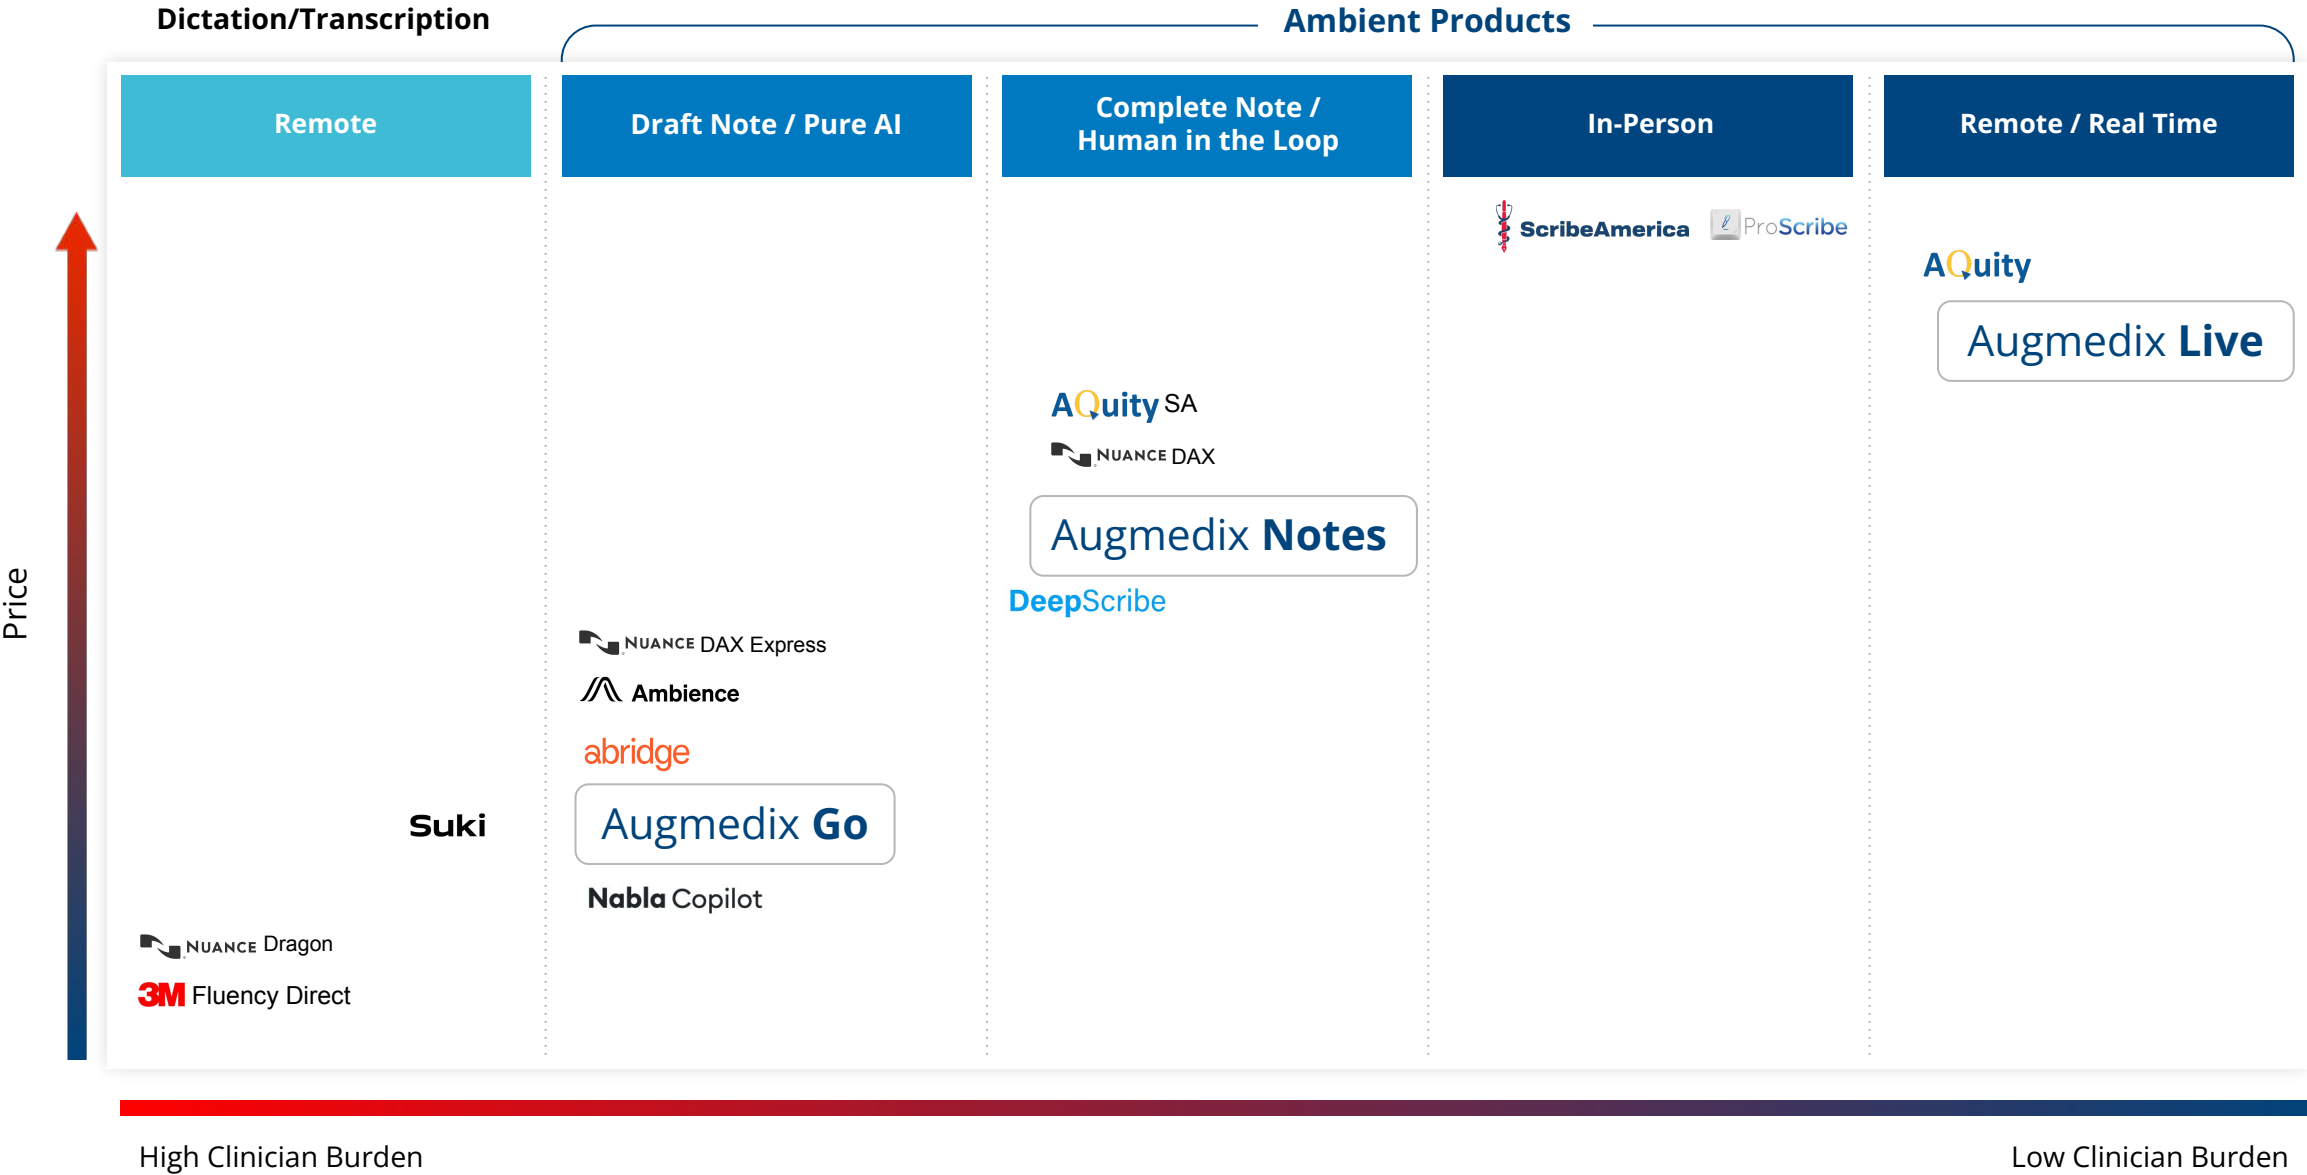 Dictation/Transcription
Ambient Products
Remote
Draft Note / Pure AI
Complete Note /
Human in the Loop
In-Person
Remote / Real Time
ScribeAmerica
ProScribe
AQuity
Augmedix Live
AQuity SA
NUANCE DAX
Augmedix Notes
DeepScribe
NUANCE DAX Express
Ambience
abridge
Suki
Augmedix Go
Nabla Copilot
NUANCE Dragon
3M Fluency Direct
Price
High Clinician Burden
Low Clinician Burden